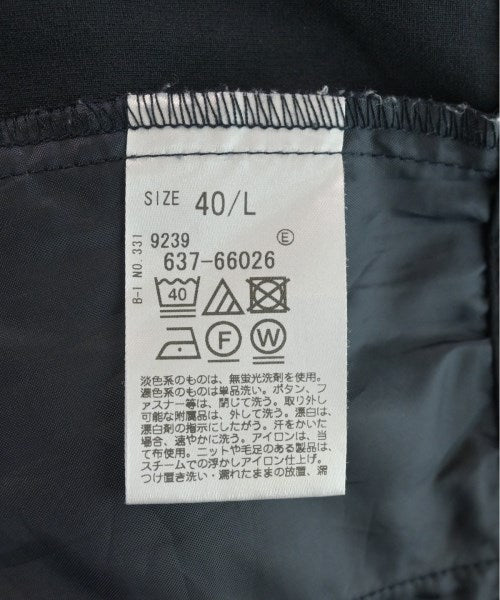 SIZE 40/L
B-I NO.331
9239 E
637-66026
40
F W
淡色系のものは、無蛍光洗剤を使用。
濃色系のものは単品洗い。ボタン、フ
ァスナー等は、閉じて洗う。取り外し
可能な附属品は、外して洗う。漂白は、
漂白剤の指示にしたがう。汗をかいた
場合、速やかに洗う。アイロンは、当
て布使用。ニットや毛足のある製品は、
スチームでの浮かしアイロン仕上げ。
つけ置き洗い・濡れたままの放置、濡